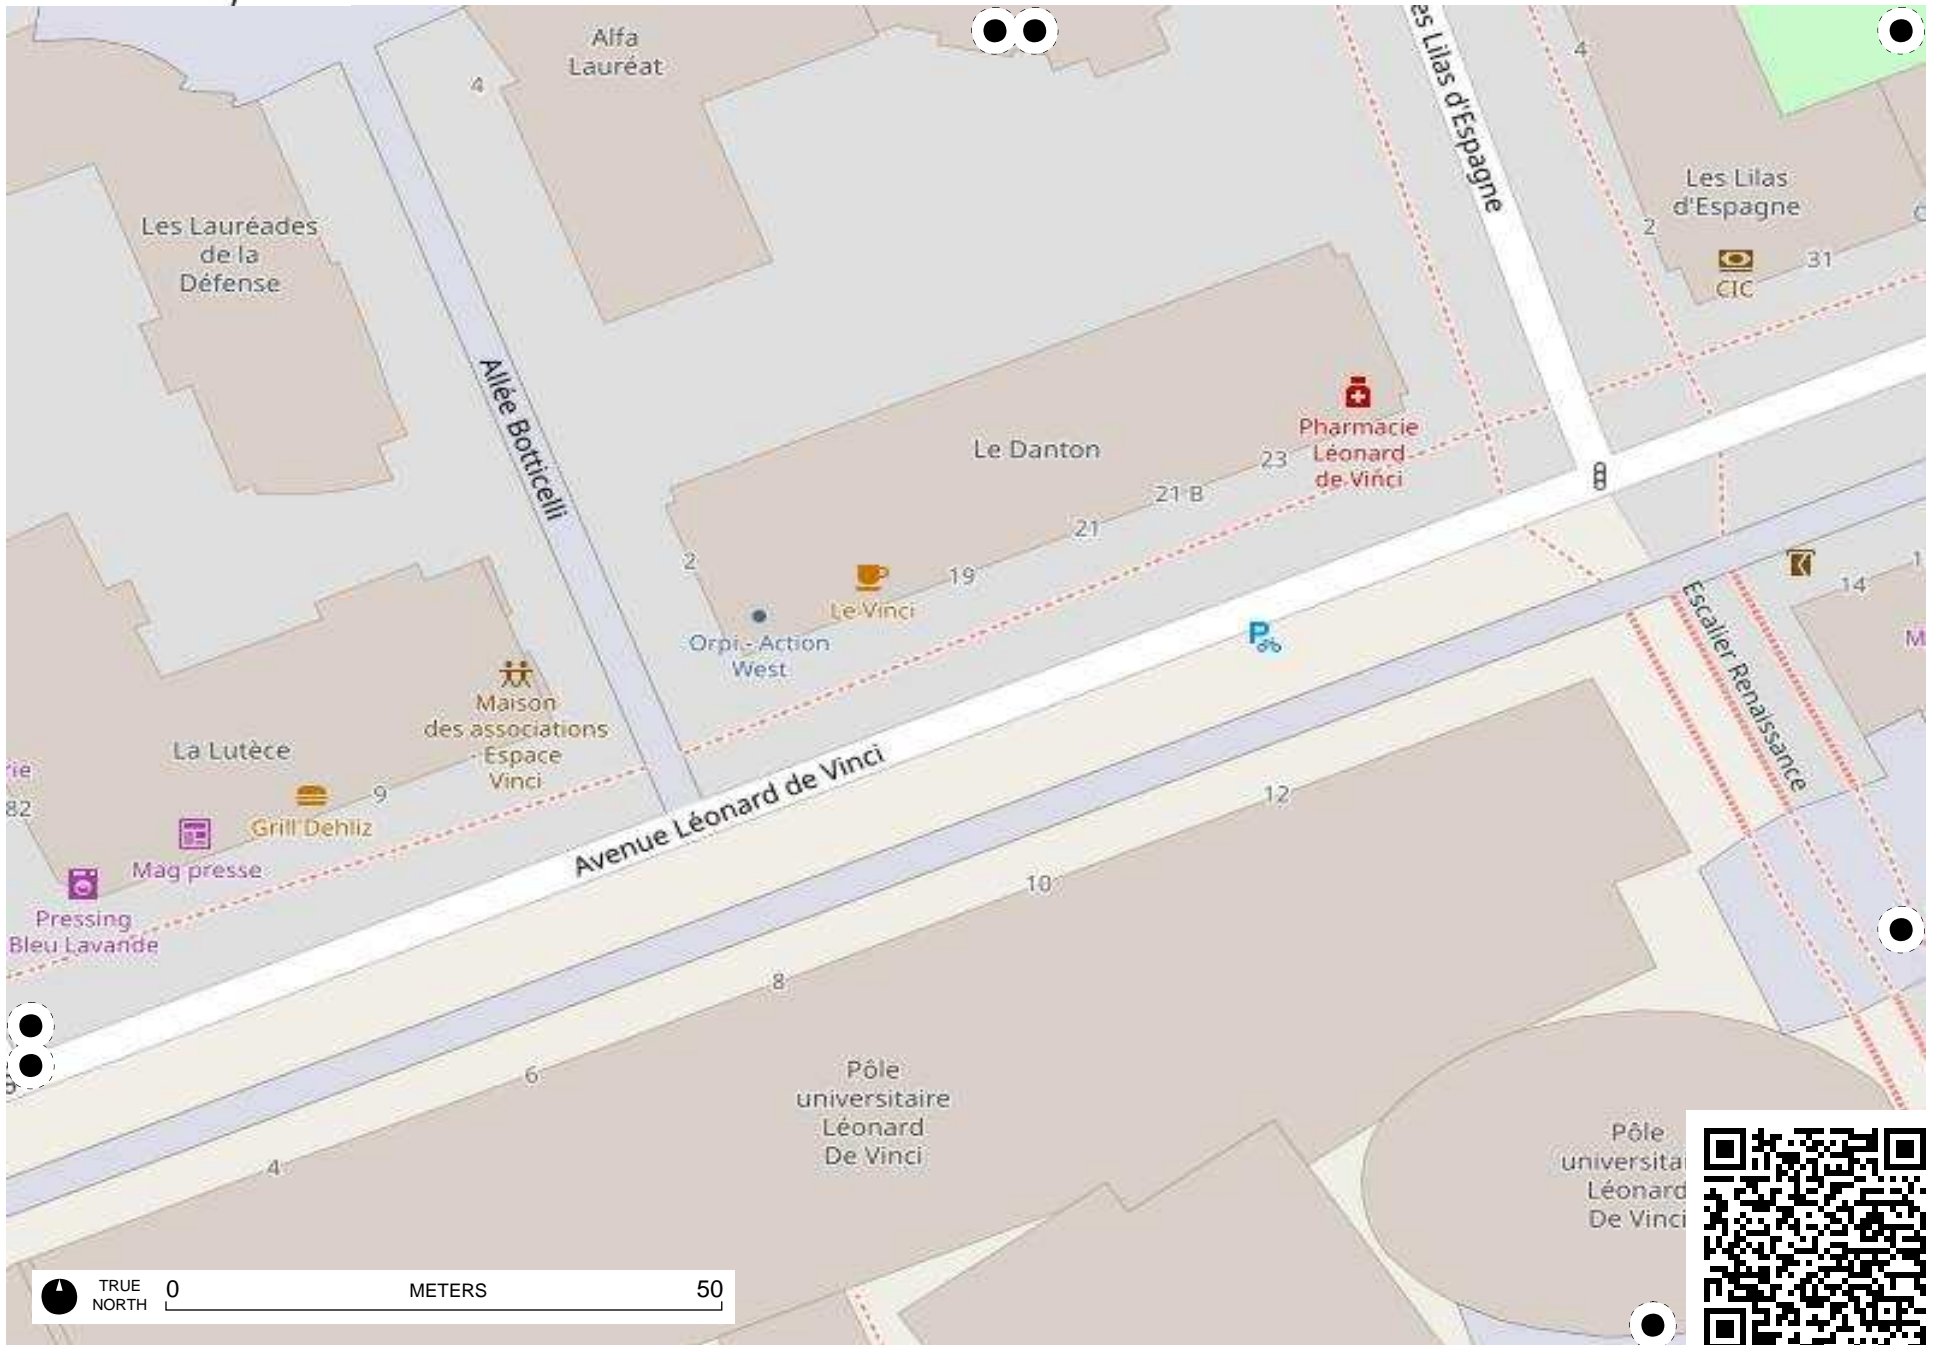 Alfa
Lauréat
4
4
es Lilas d'Espagne
Les Lilas
d'Espagne
2
31
CIC
Les Lauréades
de la
Défense
Allée Botticelli
Pharmacie
Léonard
de Vinci
Le Danton
23
21 B
21
19
2
Le Vinci
Orpi - Action
West
P
14
1
M
Escalier Renaissance
Maison
des associations
- Espace
Vinci
La Lutèce
rie
82
9
Grill Dehliz
Mag presse
Pressing
Bleu Lavande
Avenue Léonard de Vinci
12
10
8
6
4
Pôle
universitaire
Léonard
De Vinci
Pôle
universitai
Léonard
De Vinci
TRUE
NORTH
0 METERS 50